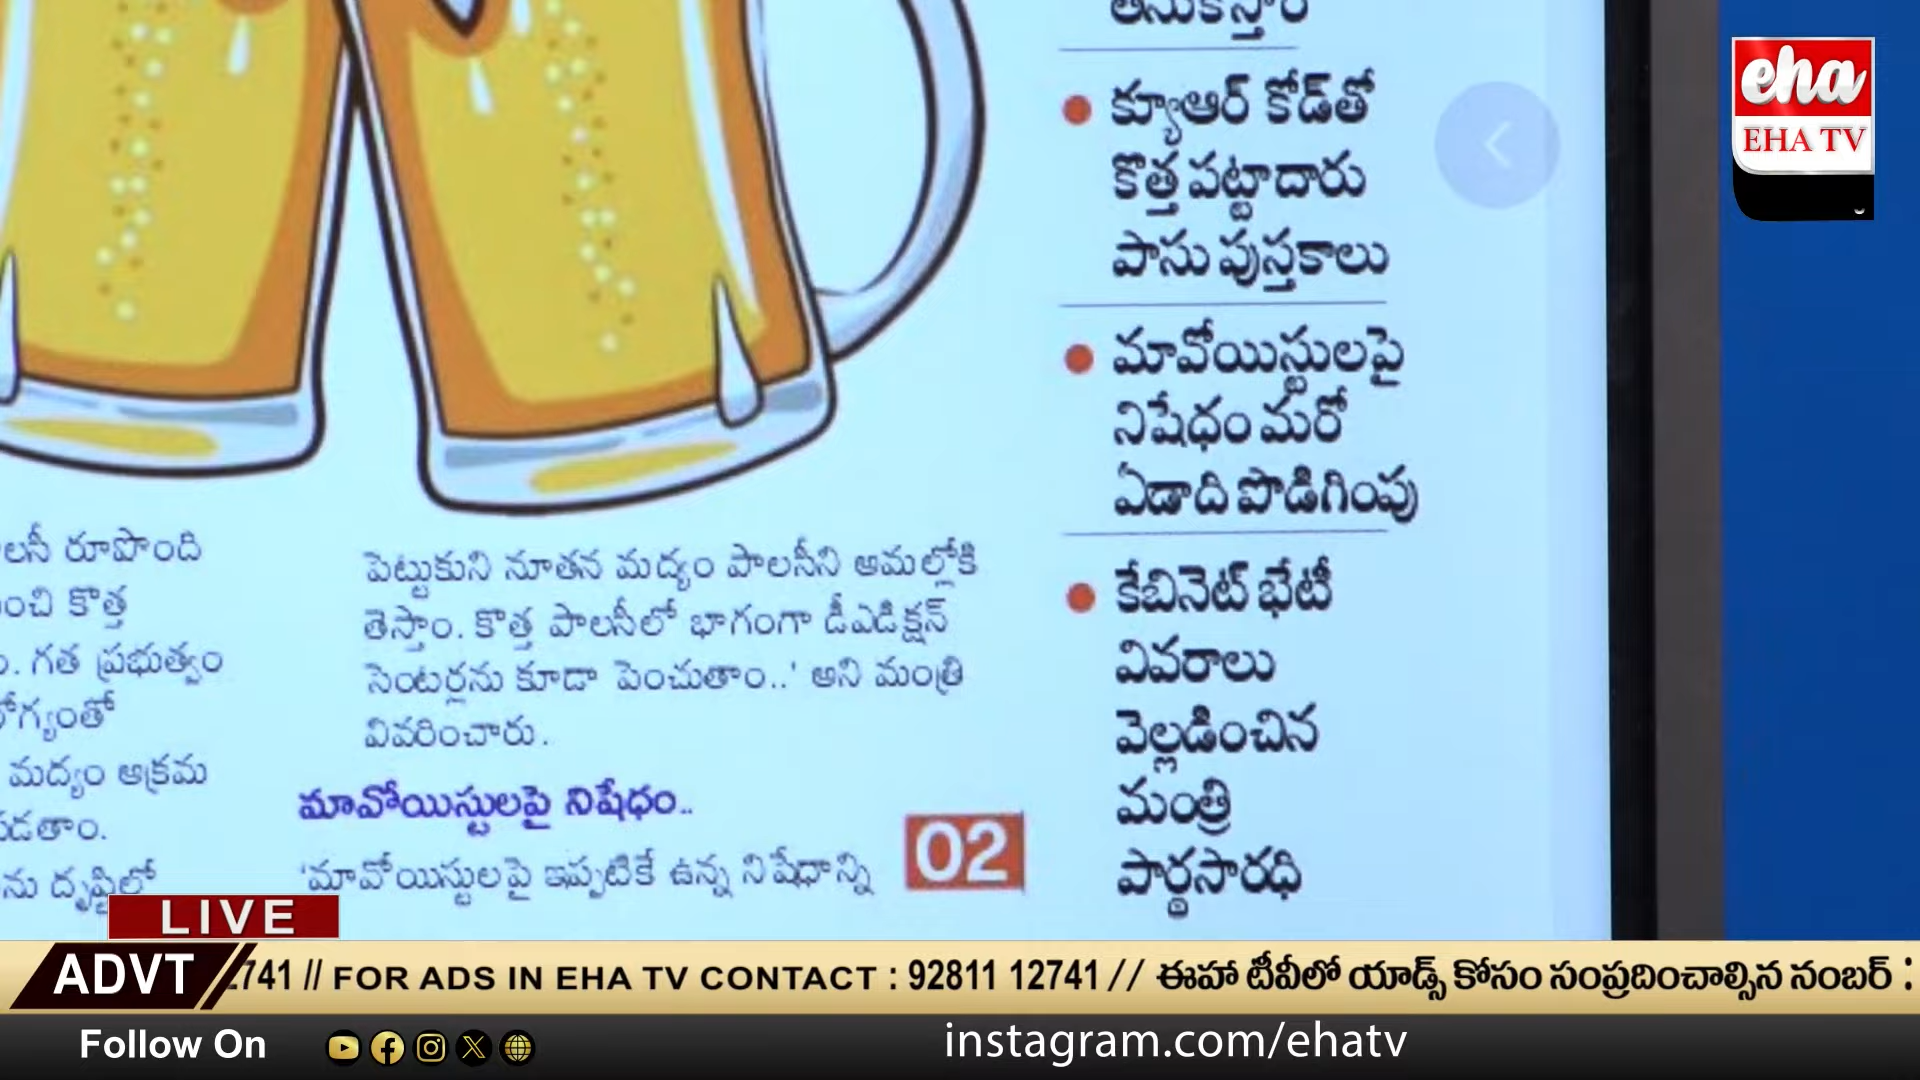 తీసుకొస్తాం
క్యూఆర్ కోడ్‌తో
కొత్త పట్టాదారు
పాసు పుస్తకాలు
మావోయిస్టులపై
నిషేధం మరో
ఏడాది పొడిగింపు
కేబినెట్ భేటీ
వివరాలు
వెల్లడించిన
మంత్రి
పార్థసారథి
రూపొంది
కొత్త
గత ప్రభుత్వం
మద్యం అక్రమ
దృష్టిలో
పెట్టుకుని నూతన మద్యం పాలసీని అమల్లోకి
తెస్తాం. కొత్త పాలసీలో భాగంగా డీఎడిక్షన్
సెంటర్లను కూడా పెంచుతాం..' అని మంత్రి
వివరించారు.
మావోయిస్టులపై నిషేధం..
'మావోయిస్టులపై ఇప్పటికే ఉన్న నిషేధాన్ని
02
eha
EHA TV
LIVE
ADVT
2741 // FOR ADS IN EHA TV CONTACT : 92811 12741 // ఈహా టీవీలో యాడ్స్ కోసం సంప్రదించాల్సిన నంబర్ :
Follow On
instagram.com/ehatv